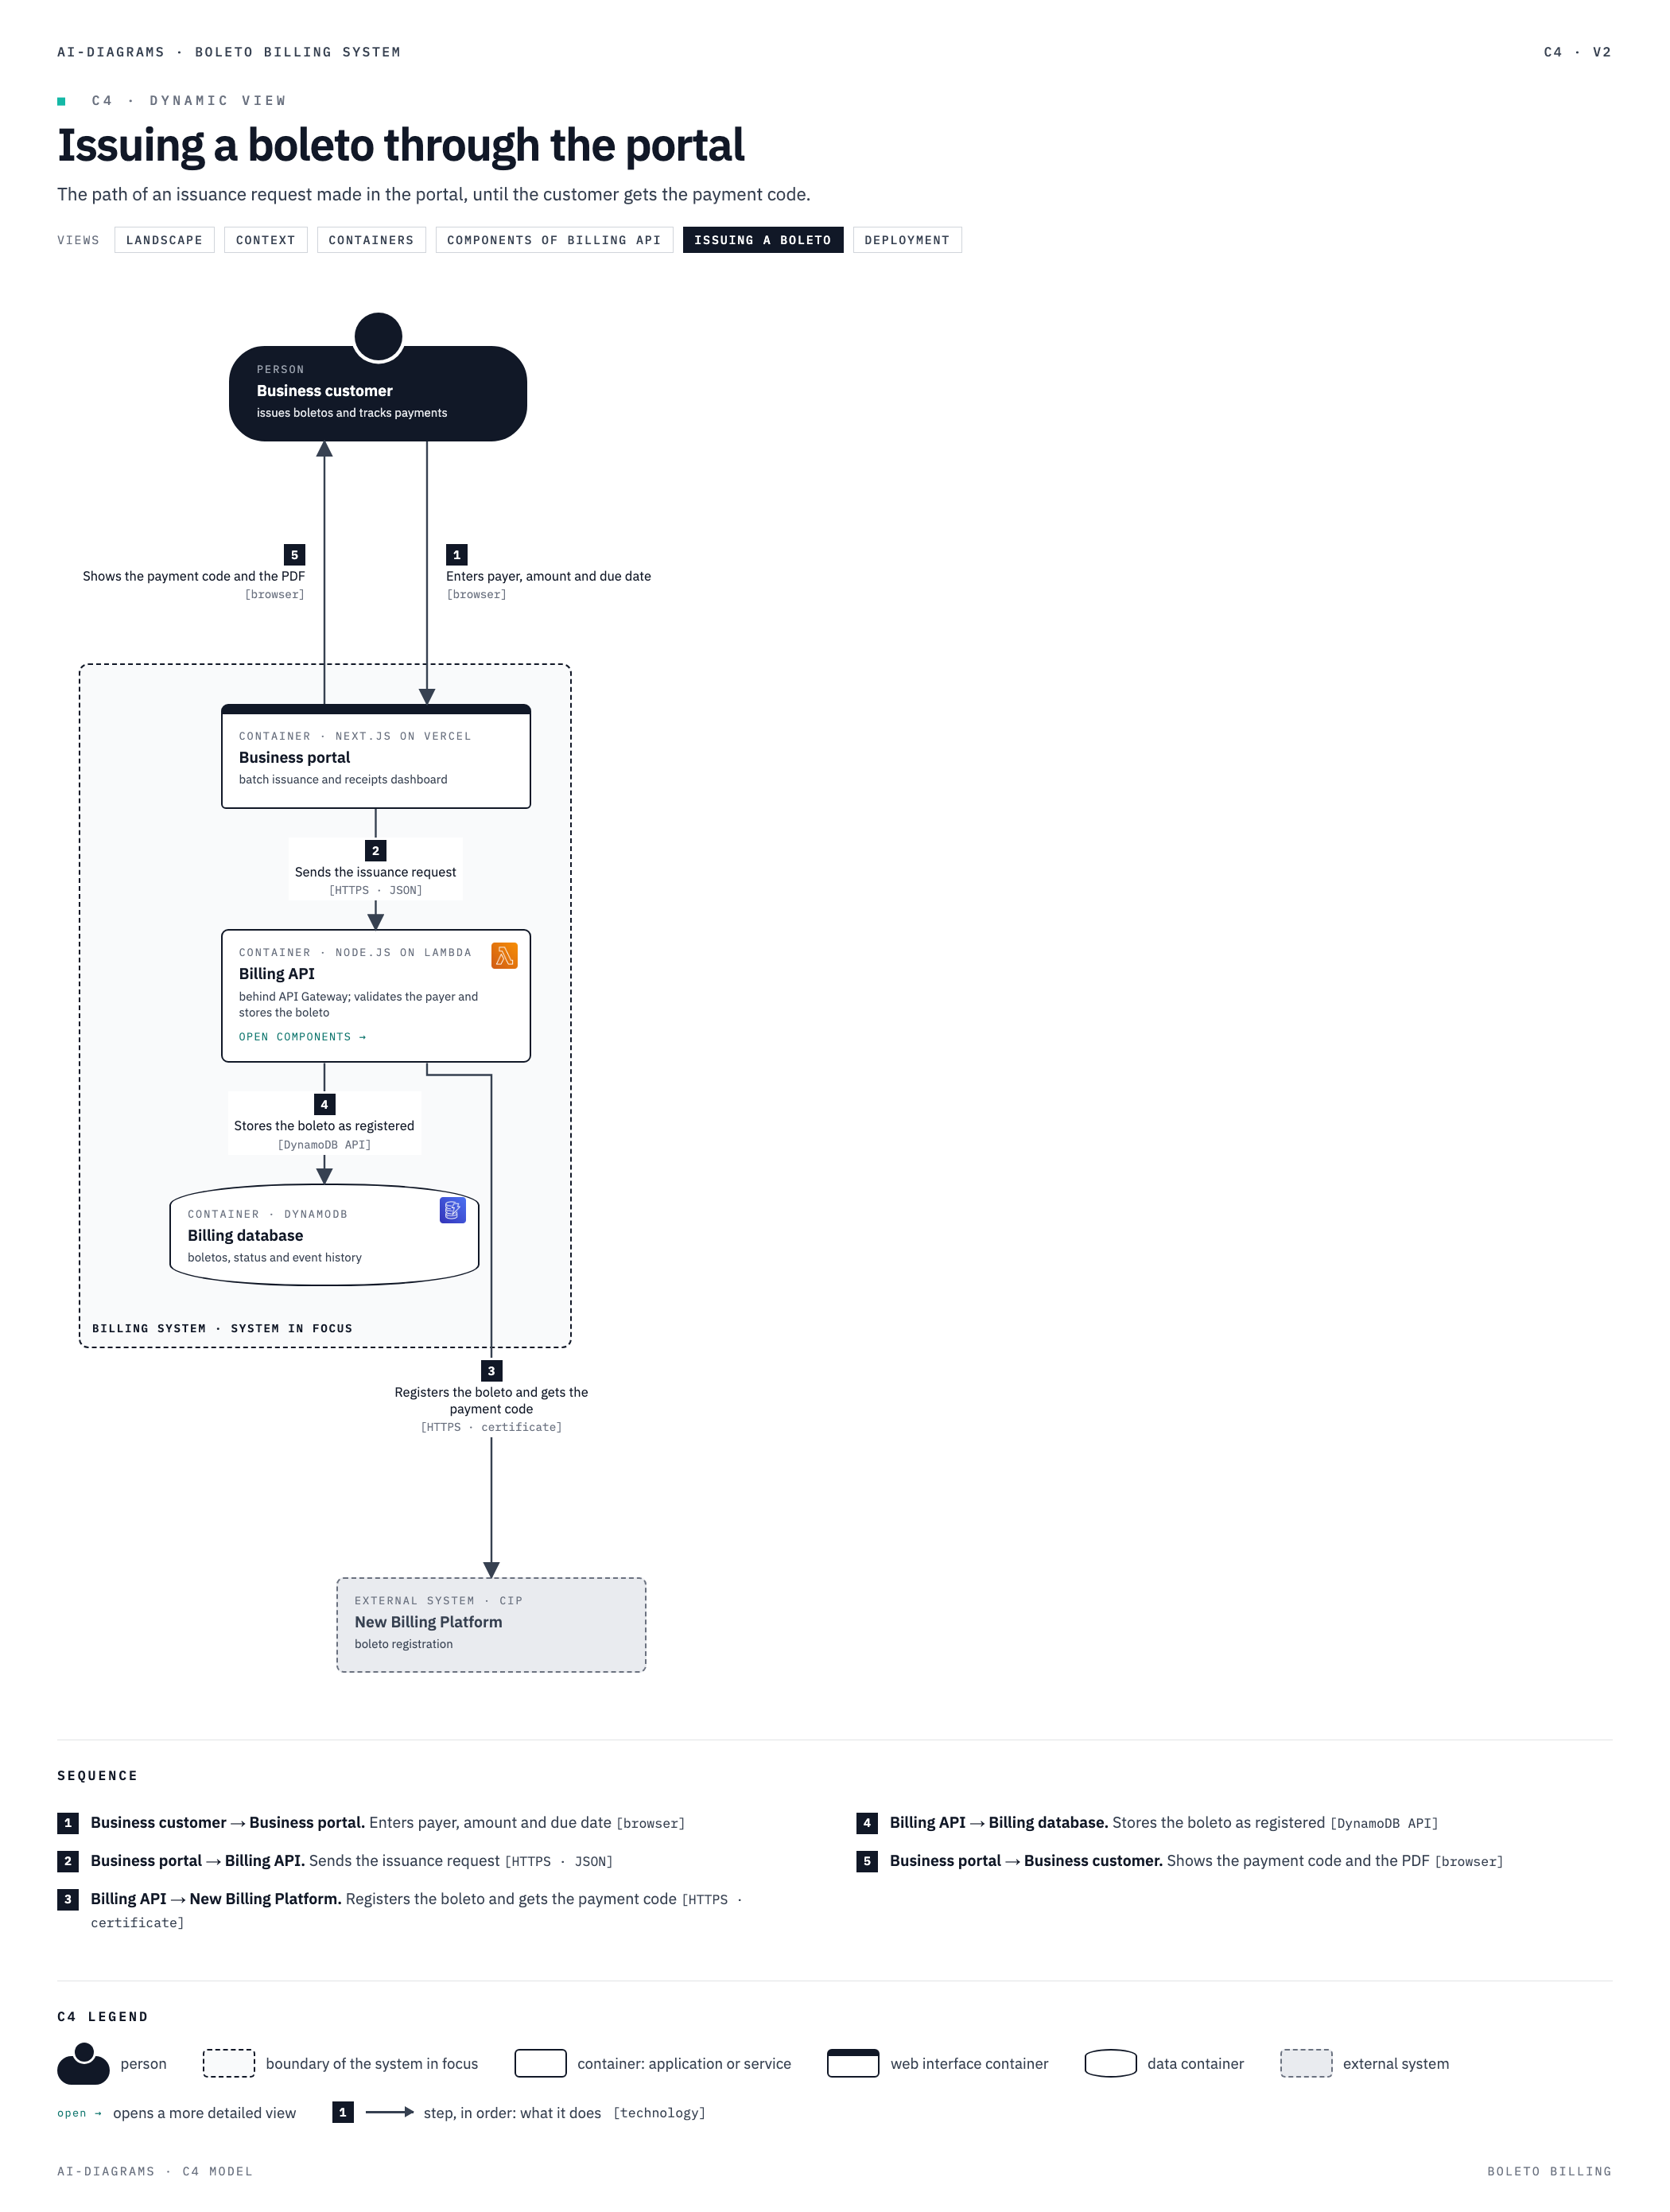 AI-DIAGRAMS · BOLETO BILLING SYSTEM
C4 · V2
C4 · DYNAMIC VIEW
Issuing a boleto through the portal
The path of an issuance request made in the portal, until the customer gets the payment code.
VIEWS LANDSCAPE CONTEXT CONTAINERS COMPONENTS OF BILLING API ISSUING A BOLETO DEPLOYMENT
PERSON
Business customer
issues boletos and tracks payments
5
Shows the payment code and the PDF
[browser]
1
Enters payer, amount and due date
[browser]
CONTAINER · NEXT.JS ON VERCEL
Business portal
batch issuance and receipts dashboard
2
Sends the issuance request
[HTTPS · JSON]
CONTAINER · NODE.JS ON LAMBDA
Billing API
behind API Gateway; validates the payer and
stores the boleto
OPEN COMPONENTS →
4
Stores the boleto as registered
[DynamoDB API]
CONTAINER · DYNAMODB
Billing database
boletos, status and event history
BILLING SYSTEM · SYSTEM IN FOCUS
3
Registers the boleto and gets the
payment code
[HTTPS · certificate]
EXTERNAL SYSTEM · CIP
New Billing Platform
boleto registration
SEQUENCE
1 Business customer → Business portal. Enters payer, amount and due date [browser]
2 Business portal → Billing API. Sends the issuance request [HTTPS · JSON]
3 Billing API → New Billing Platform. Registers the boleto and gets the payment code [HTTPS ·
certificate]
4 Billing API → Billing database. Stores the boleto as registered [DynamoDB API]
5 Business portal → Business customer. Shows the payment code and the PDF [browser]
C4 LEGEND
person
boundary of the system in focus
container: application or service
web interface container
data container
external system
open → opens a more detailed view
1 step, in order: what it does [technology]
AI-DIAGRAMS · C4 MODEL
BOLETO BILLING